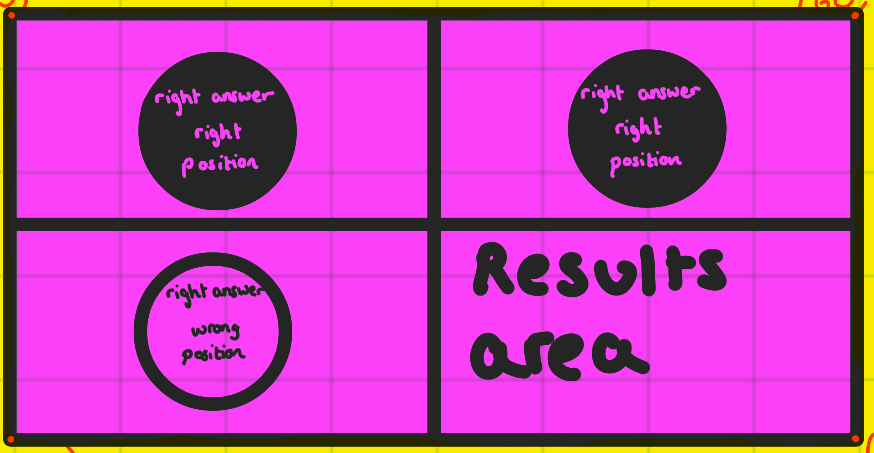 right answer
right
position
right answer
right
position
right answer
wrong
position
Results
area